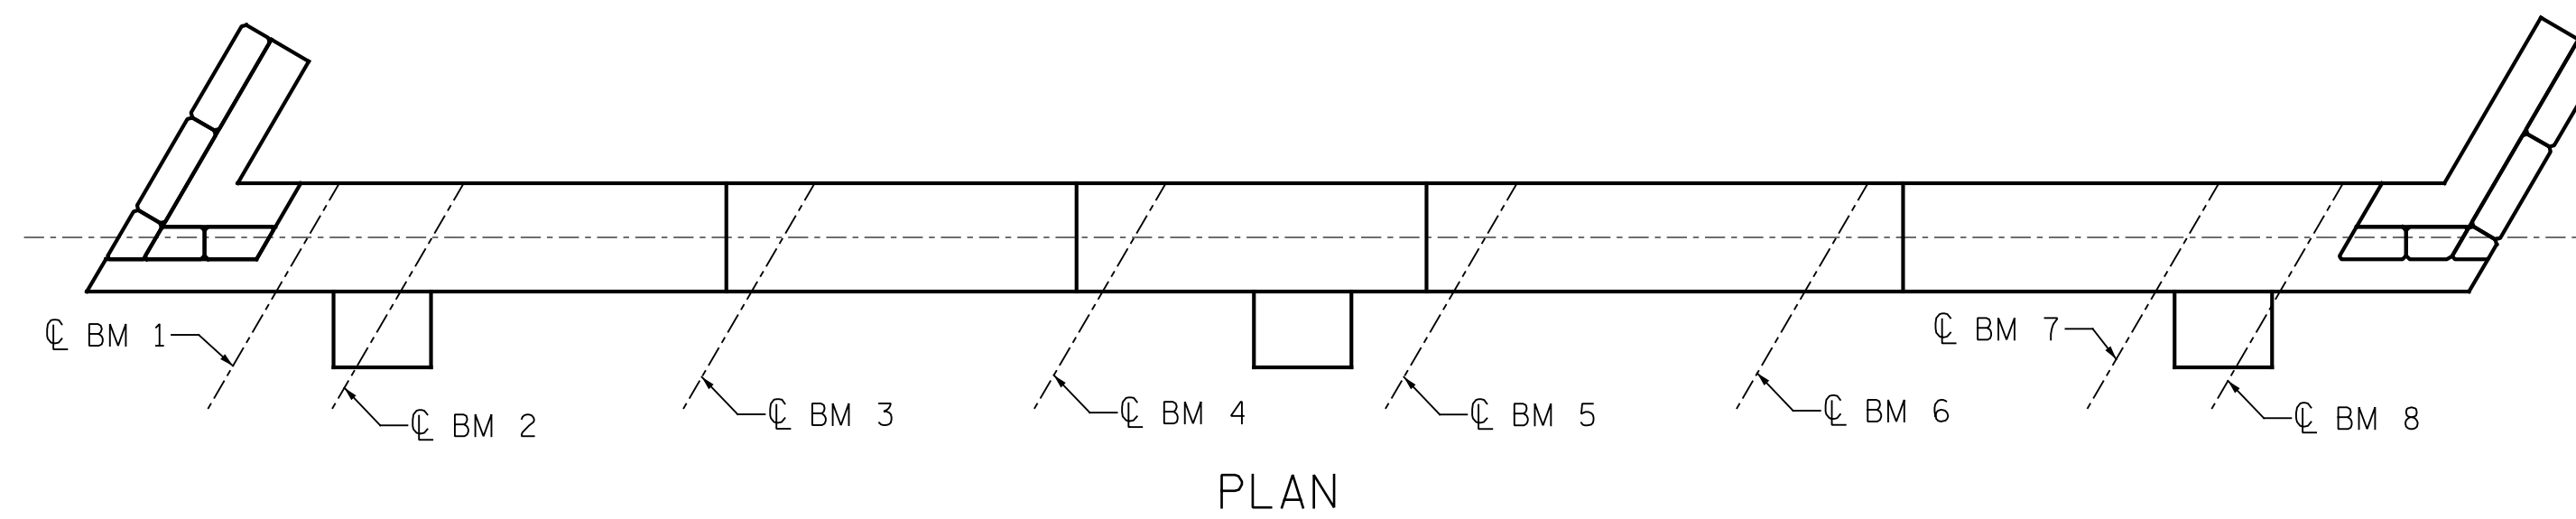 ℄ BM 1
℄ BM 2
℄ BM 3
℄ BM 4
℄ BM 5
℄ BM 6
℄ BM 7
℄ BM 8
PLAN